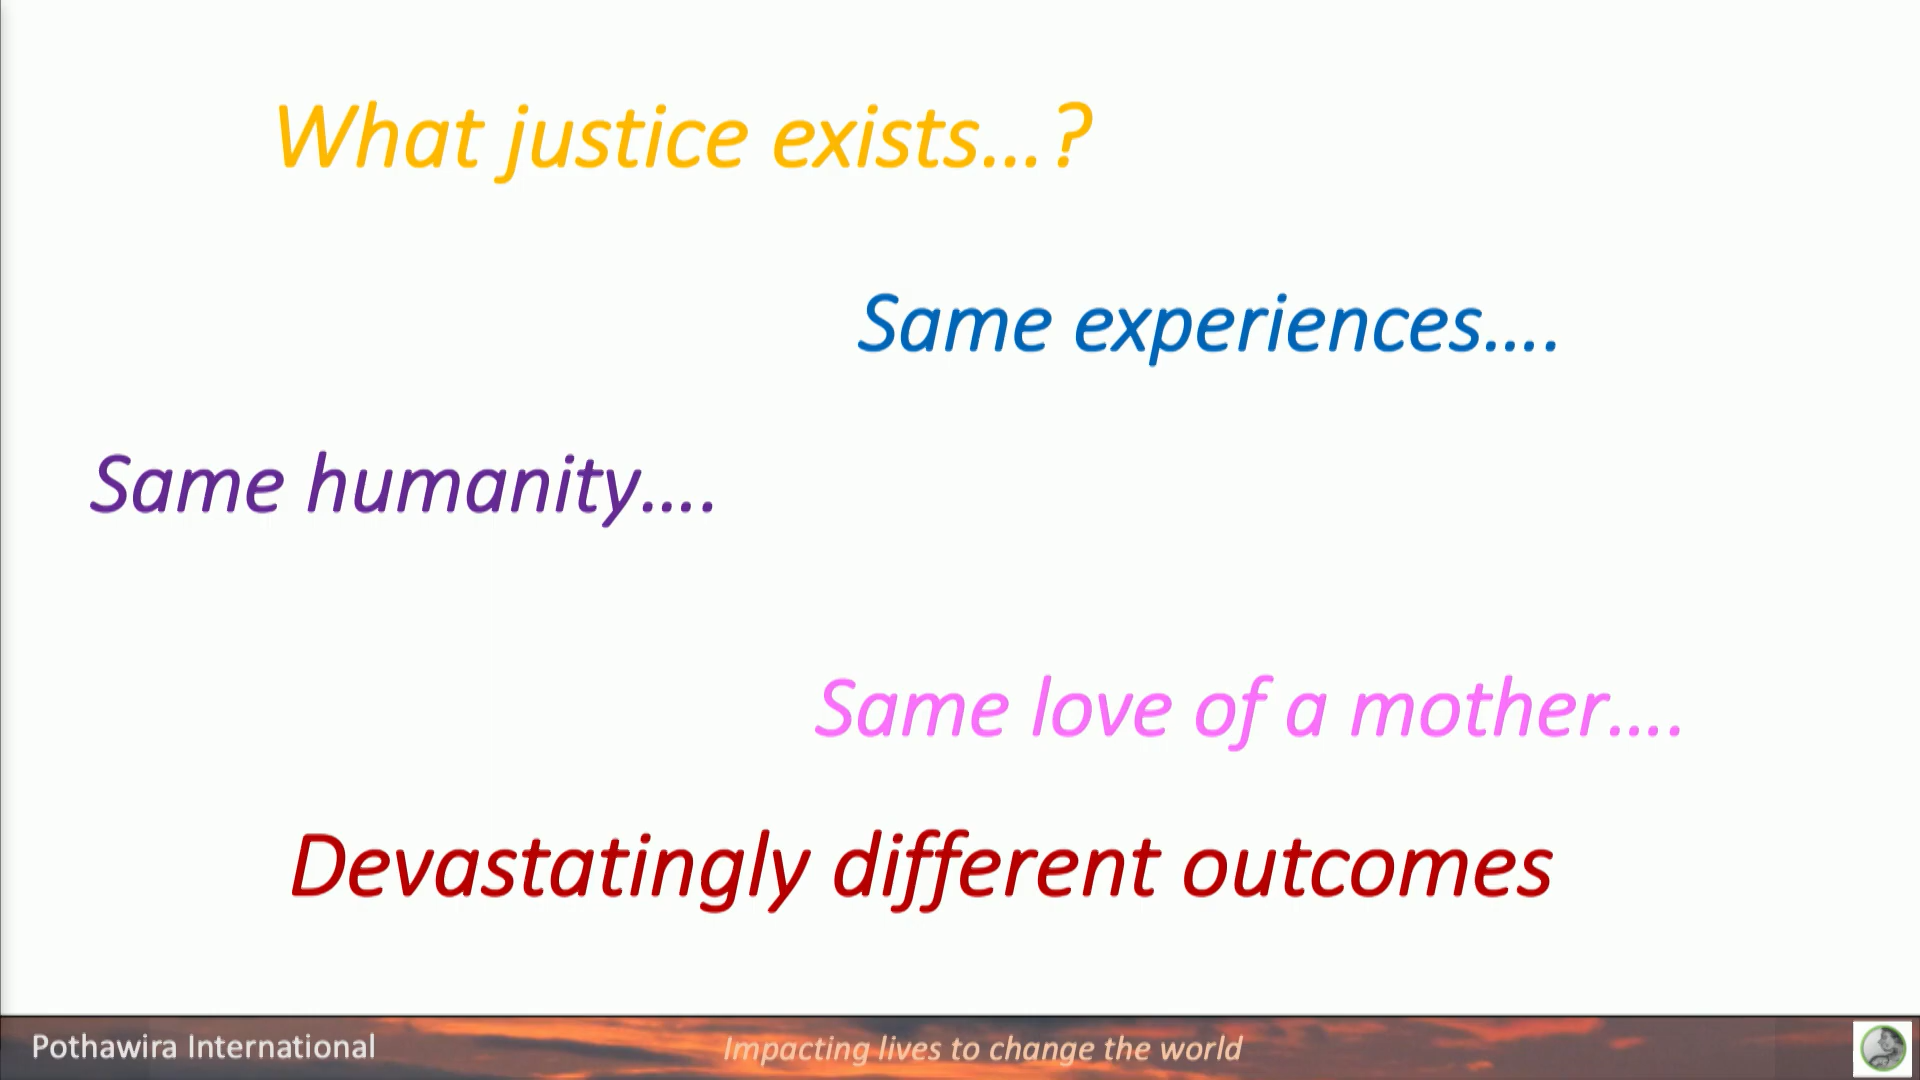 What justice exists...?
Same experiences....
Same humanity....
Same love of a mother....
Devastatingly different outcomes
Pothawira International
Impacting lives to change the world